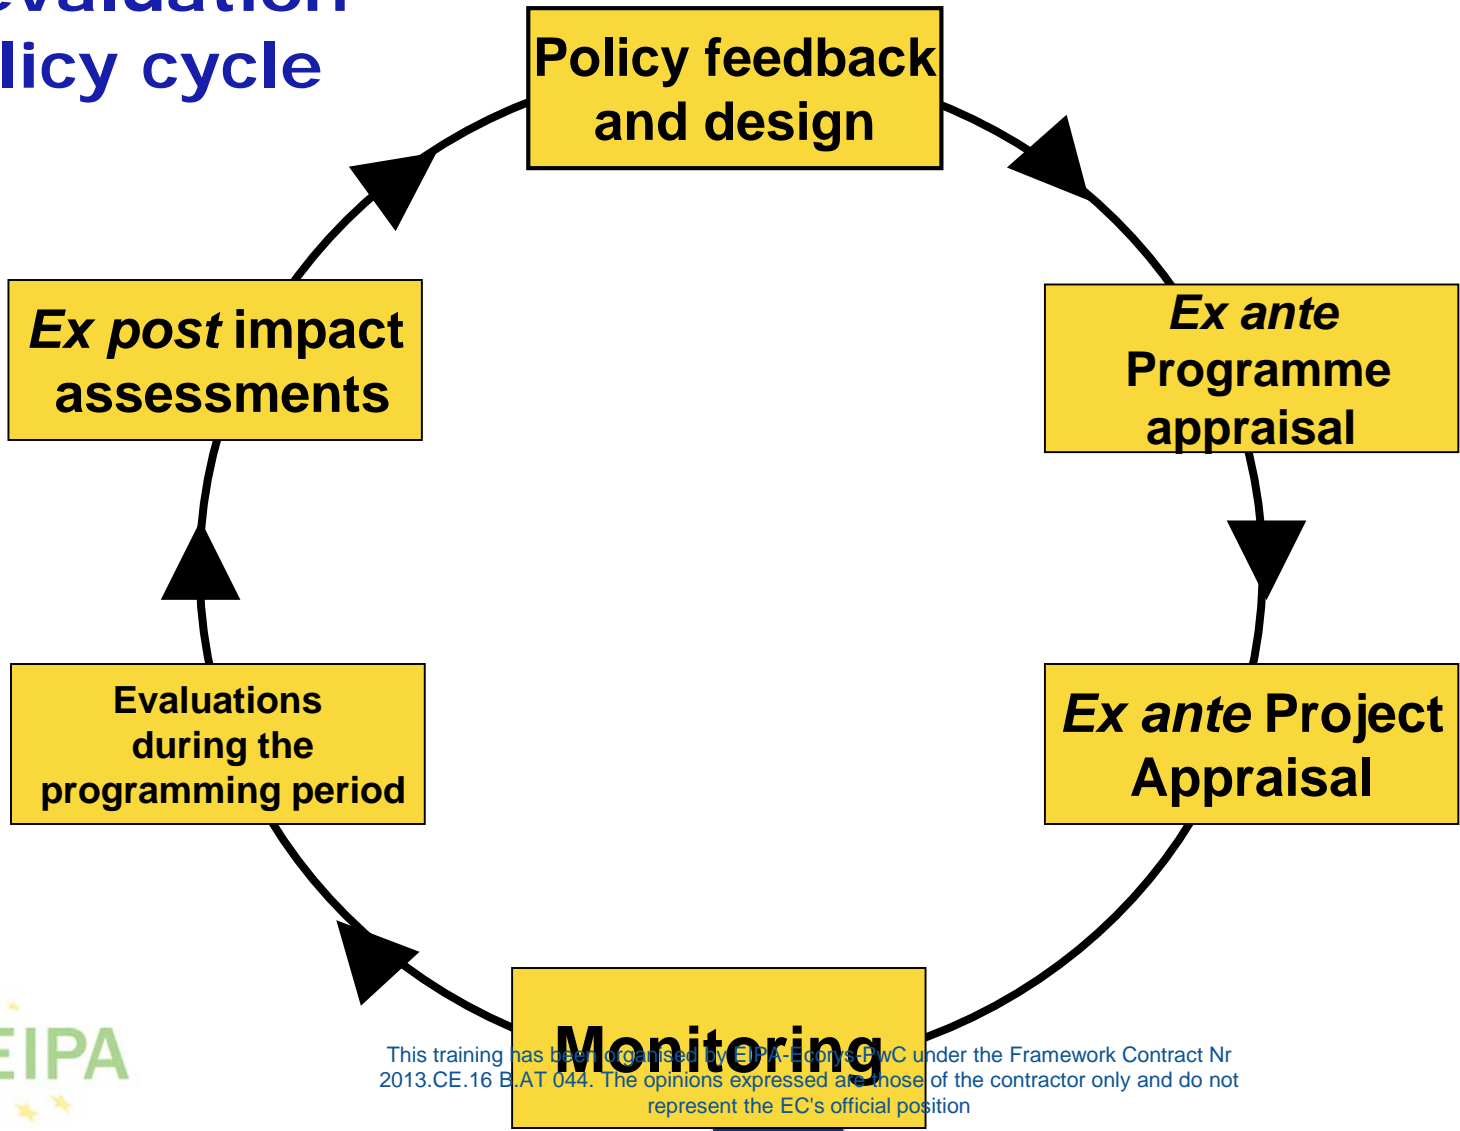 evaluation
licy cycle
Policy feedback
and design
Ex ante
Programme
appraisal
Ex ante Project
Appraisal
Monitoring
Evaluations
during the
programming period
Ex post impact
assessments
EIPA
This training has been organised by EIPA-Ecorys-PwC under the Framework Contract Nr
2013.CE.16 B.AT 044. The opinions expressed are those of the contractor only and do not
represent the EC's official position